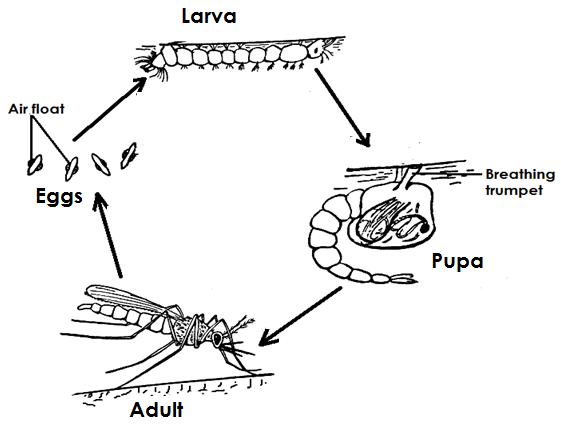 Larva
Air float
Eggs
Breathing
trumpet
Pupa
Adult